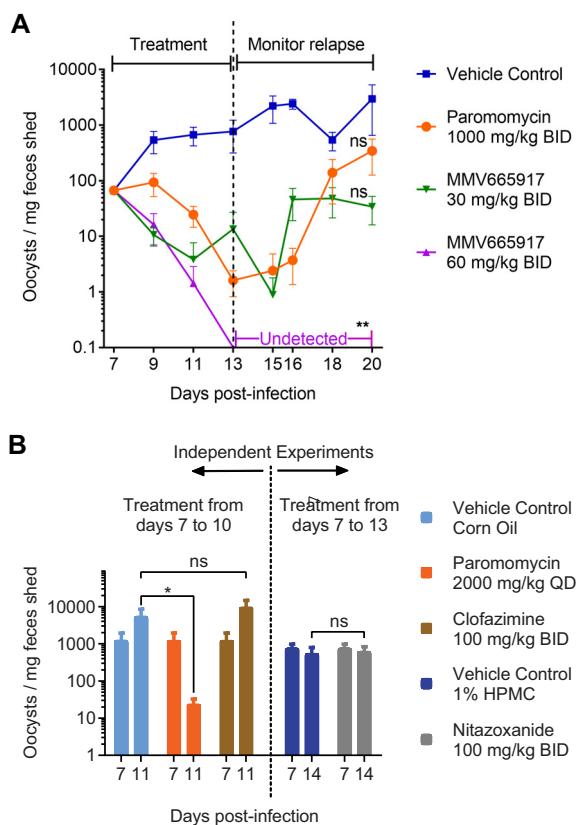 A
Treatment
Monitor relapse
10000
1000
100
10
1
0.1
Oocysts / mg feces shed
ns
ns
**
Undetected
7 9 11 13 15 16 18 20
Days post-infection
Vehicle Control
Paromomycin
1000 mg/kg BID
MMV665917
30 mg/kg BID
MMV665917
60 mg/kg BID
B
Independent Experiments
Treatment from
days 7 to 10
Treatment from
days 7 to 13
ns
*
ns
10000
1000
100
10
1
Oocysts / mg feces shed
7 11 7 11 7 11 7 14 7 14
Days post-infection
Vehicle Control
Corn Oil
Paromomycin
2000 mg/kg QD
Clofazimine
100 mg/kg BID
Vehicle Control
1% HPMC
Nitazoxanide
100 mg/kg BID